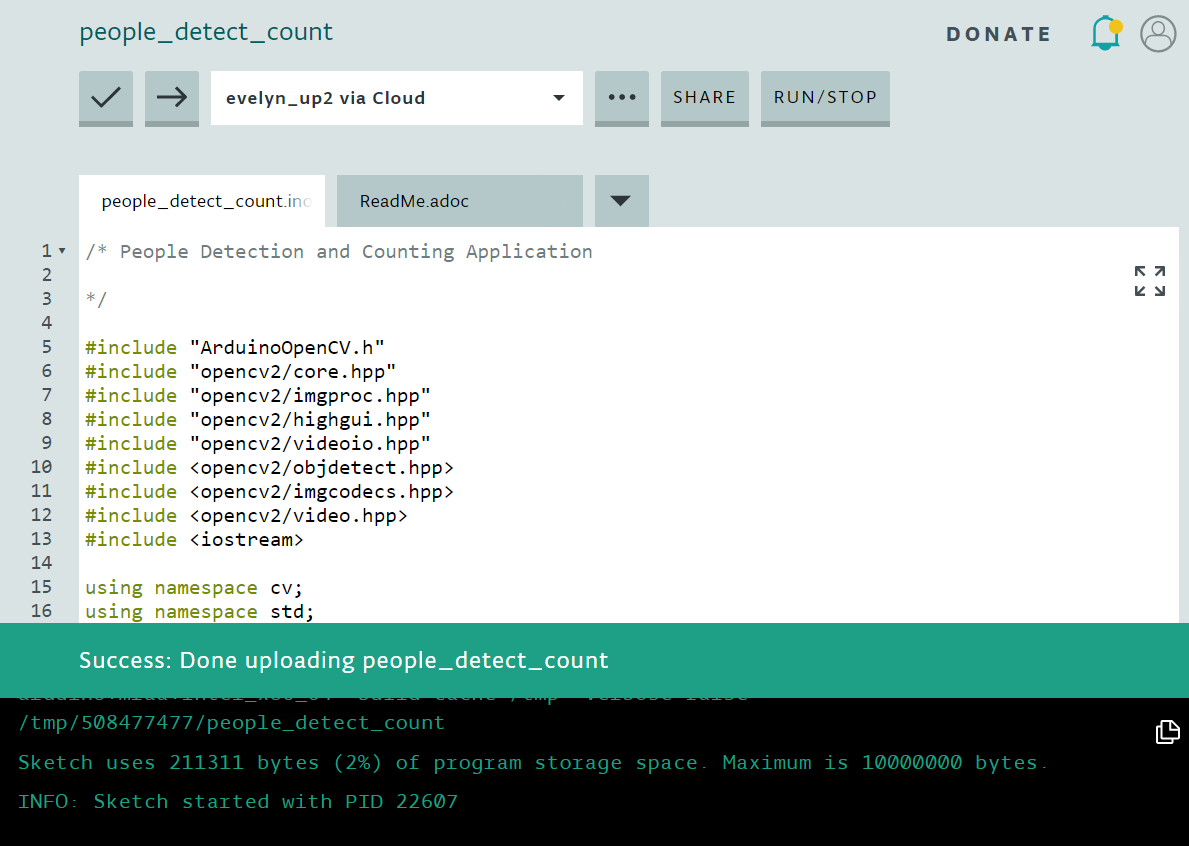 people_detect_count
DONATE
evelyn_up2 via Cloud
SHARE
RUN/STOP
people_detect_count.ino
ReadMe.adoc
1
/* People Detection and Counting Application
2
3
*/
4
5
#include "ArduinoOpenCV.h"
6
#include "opencv2/core.hpp"
7
#include "opencv2/imgproc.hpp"
8
#include "opencv2/highgui.hpp"
9
#include "opencv2/videoio.hpp"
10
#include <opencv2/objdetect.hpp>
11
#include <opencv2/imgcodecs.hpp>
12
#include <opencv2/video.hpp>
13
#include <iostream>
14
15
using namespace cv;
16
using namespace std;
Success: Done uploading people_detect_count
/tmp/508477477/people_detect_count
Sketch uses 211311 bytes (2%) of program storage space. Maximum is 10000000 bytes.
INFO: Sketch started with PID 22607